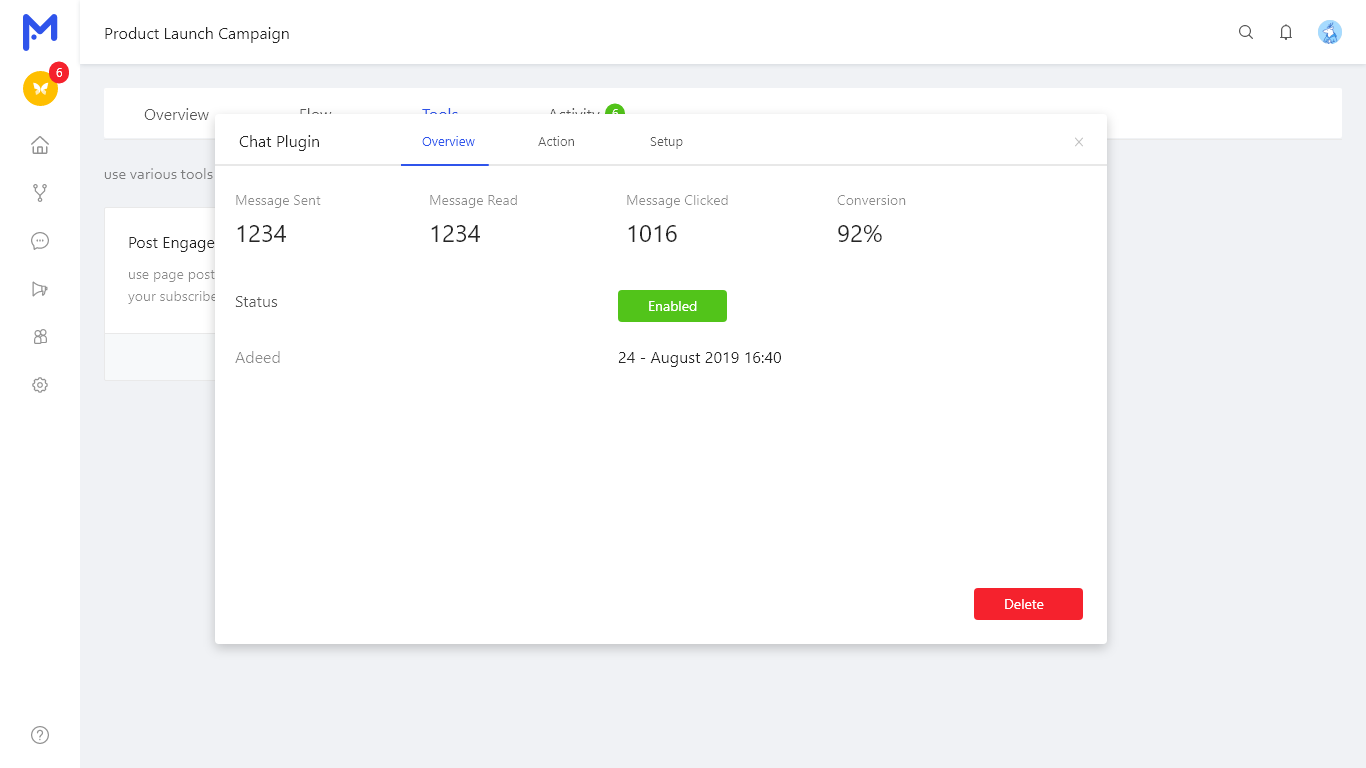 Product Launch Campaign
6
Overview
Flow
Tools
Activity 6
Chat Plugin
Overview
Action
Setup
use various tools
Message Sent
Message Read
Message Clicked
Conversion
1234
1234
1016
92%
Post Engage
use page post
your subscribe
Status
Enabled
Adeed
24 - August 2019 16:40
Delete